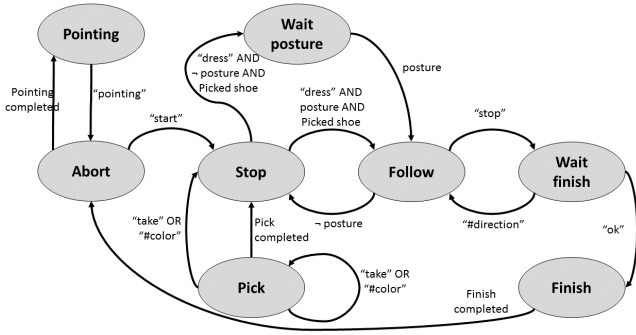 Pointing
Wait
posture
"dress" AND
¬ posture AND
Picked shoe
posture
Pointing
completed
"pointing"
"dress" AND
posture AND
Picked shoe
"start"
"stop"
Abort
Stop
Follow
Wait
finish
"take" OR
"#color"
Pick
completed
¬ posture
"#direction"
"ok"
Pick
"take" OR
"#color"
Finish
completed
Finish